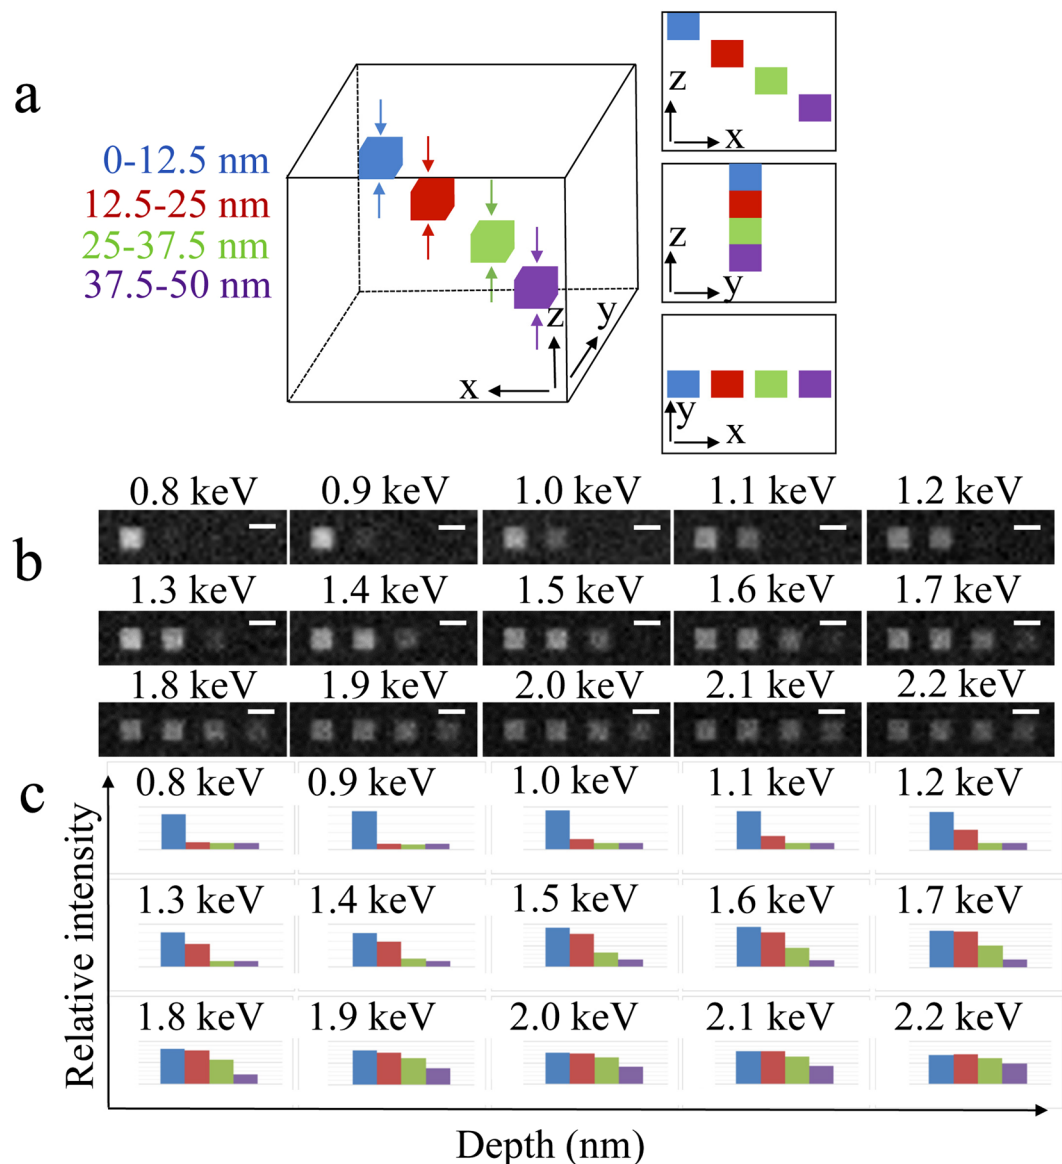 a
0-12.5 nm
12.5-25 nm
25-37.5 nm
37.5-50 nm
z
y
x
z
x
z
y
y
x
b
0.8 keV 0.9 keV 1.0 keV 1.1 keV 1.2 keV
1.3 keV 1.4 keV 1.5 keV 1.6 keV 1.7 keV
1.8 keV 1.9 keV 2.0 keV 2.1 keV 2.2 keV
c
Relative intensity
0.8 keV 0.9 keV 1.0 keV 1.1 keV 1.2 keV
1.3 keV 1.4 keV 1.5 keV 1.6 keV 1.7 keV
1.8 keV 1.9 keV 2.0 keV 2.1 keV 2.2 keV
Depth (nm)